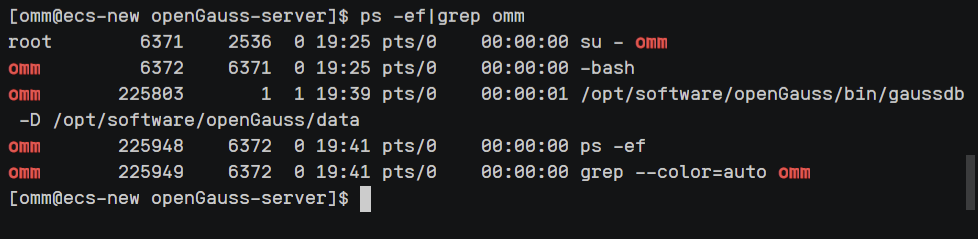 [omm@ecs-new openGauss-server]$ ps -ef|grep omm
root        6371    2536  0 19:25 pts/0    00:00:00 su - omm
omm         6372    6371  0 19:25 pts/0    00:00:00 -bash
omm       225803       1  1 19:39 pts/0    00:00:01 /opt/software/openGauss/bin/gaussdb
 -D /opt/software/openGauss/data
omm       225948    6372  0 19:41 pts/0    00:00:00 ps -ef
omm       225949    6372  0 19:41 pts/0    00:00:00 grep --color=auto omm
[omm@ecs-new openGauss-server]$